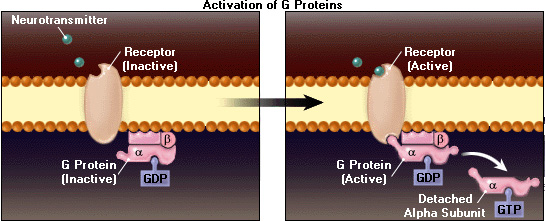 Activation of G Proteins
Neurotransmitter
Receptor
(Inactive)
β
α
G Protein
(Inactive)
GDP
Receptor
(Active)
β
α
G Protein
(Active)
GDP
α
Detached
Alpha Subunit
GTP